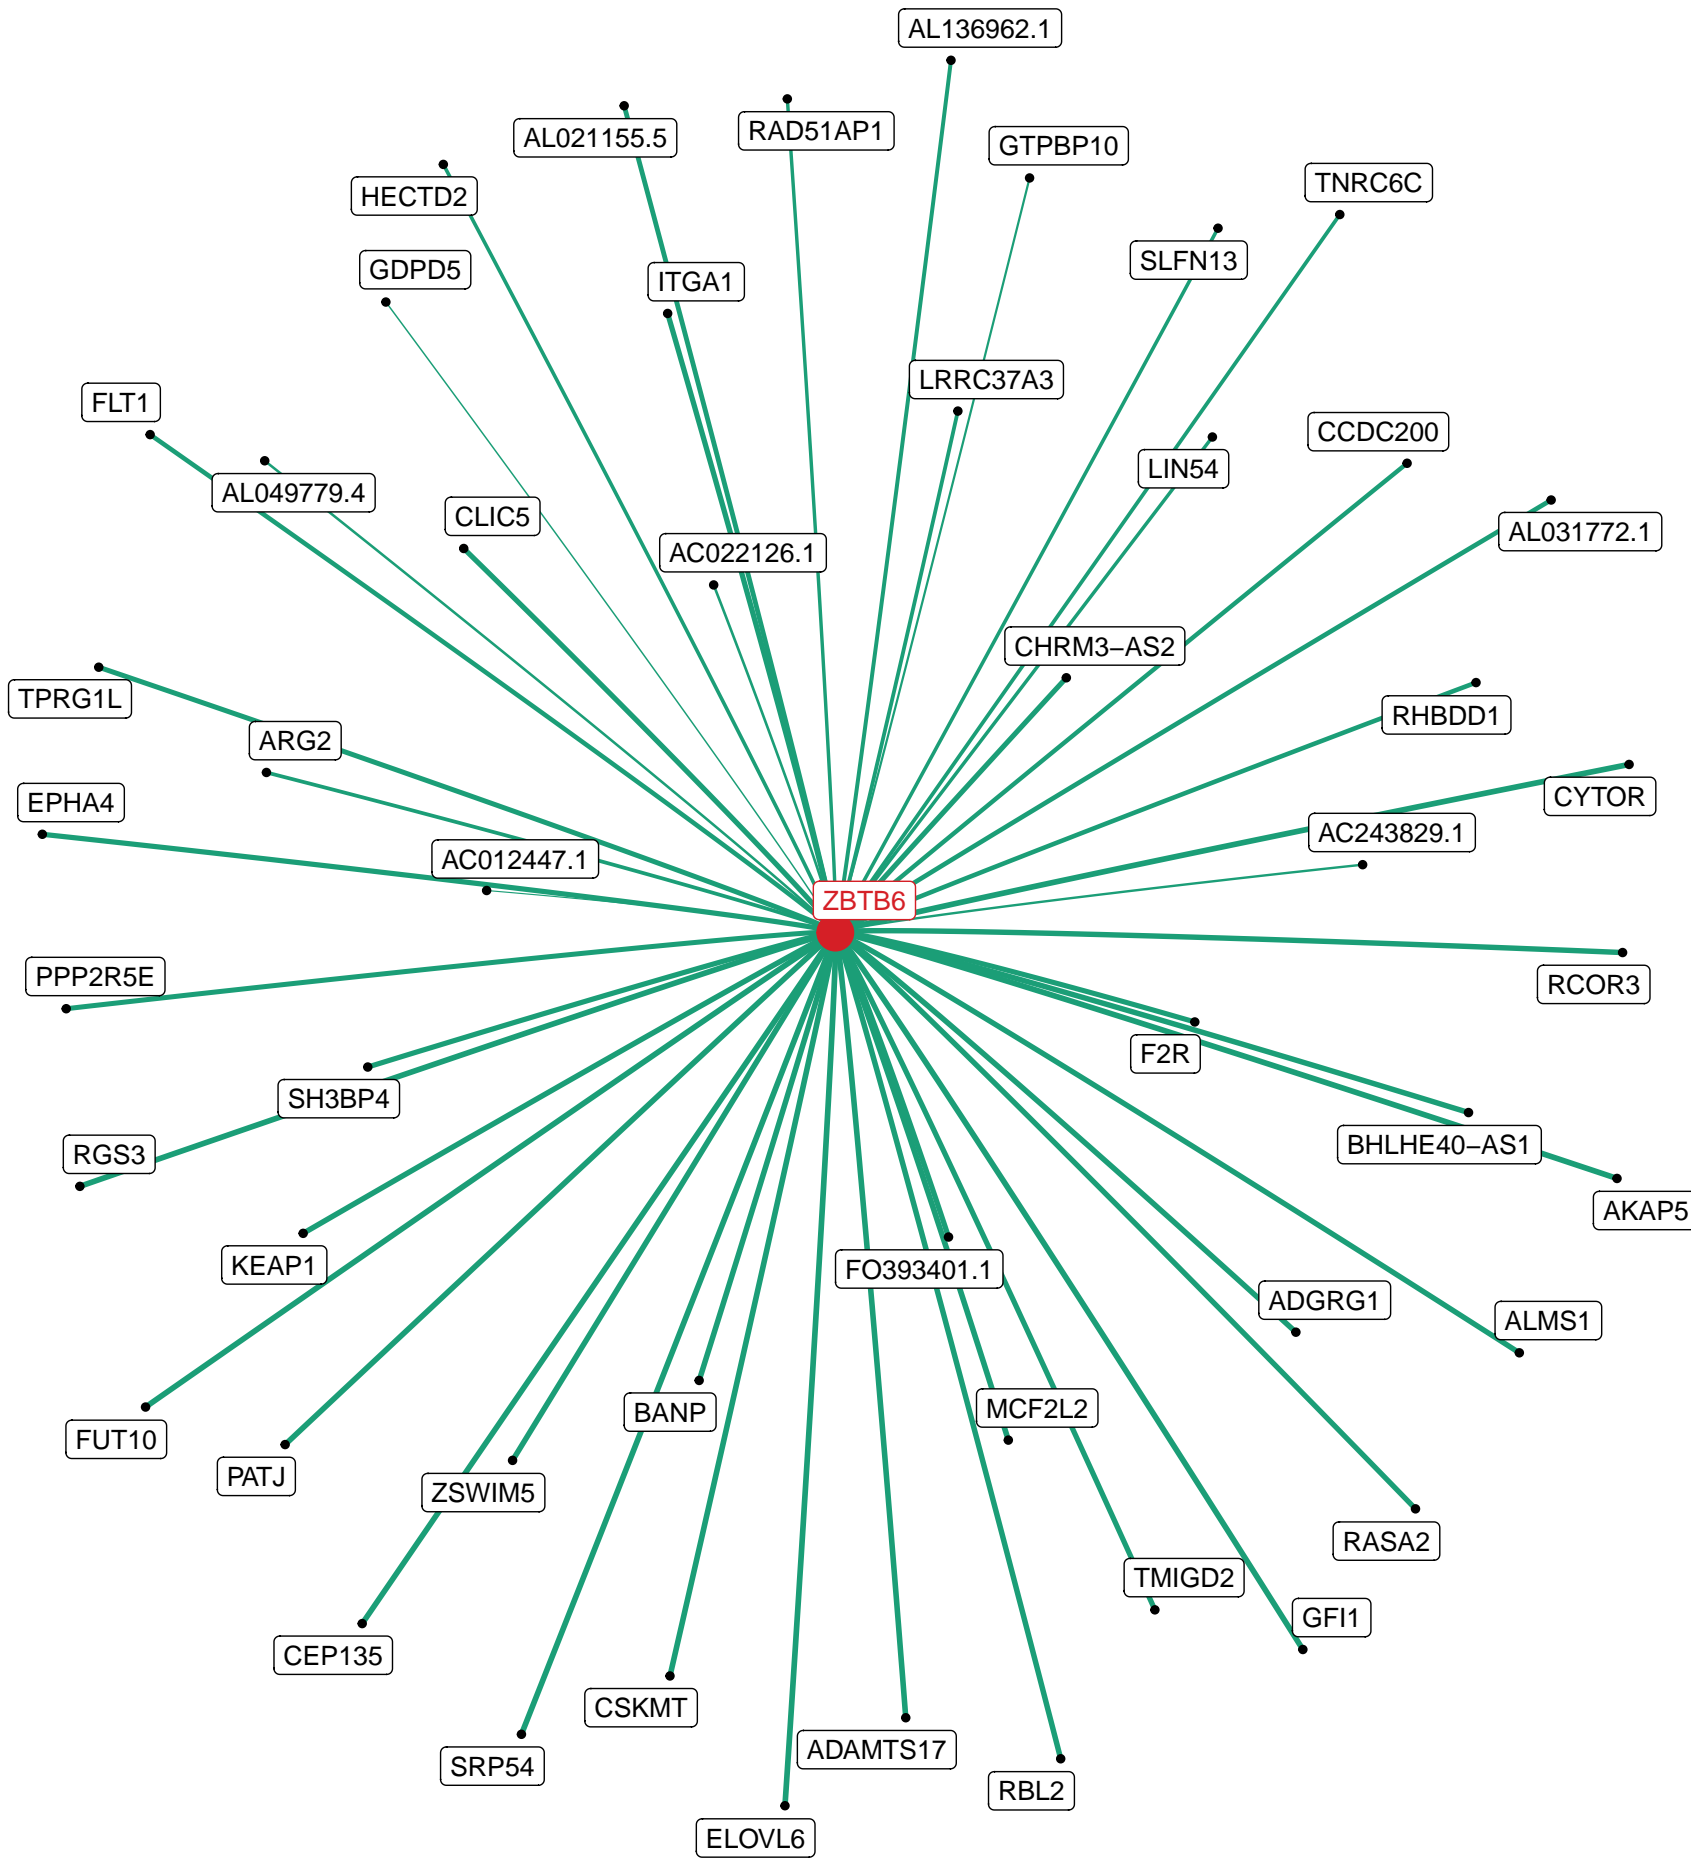 AL136962.1
AL021155.5
RAD51AP1
GTPBP10
TNRC6C
HECTD2
SLFN13
GDPD5
ITGA1
LRRC37A3
FLT1
CCDC200
LIN54
AL049779.4
CLIC5
AL031772.1
AC022126.1
CHRM3−AS2
TPRG1L
RHBDD1
ARG2
CYTOR
EPHA4
AC243829.1
AC012447.1
ZBTB6
PPP2R5E
RCOR3
F2R
SH3BP4
BHLHE40−AS1
RGS3
AKAP5
KEAP1
FO393401.1
ADGRG1
ALMS1
MCF2L2
BANP
FUT10
PATJ
ZSWIM5
RASA2
TMIGD2
GFI1
CEP135
CSKMT
ADAMTS17
SRP54
RBL2
ELOVL6